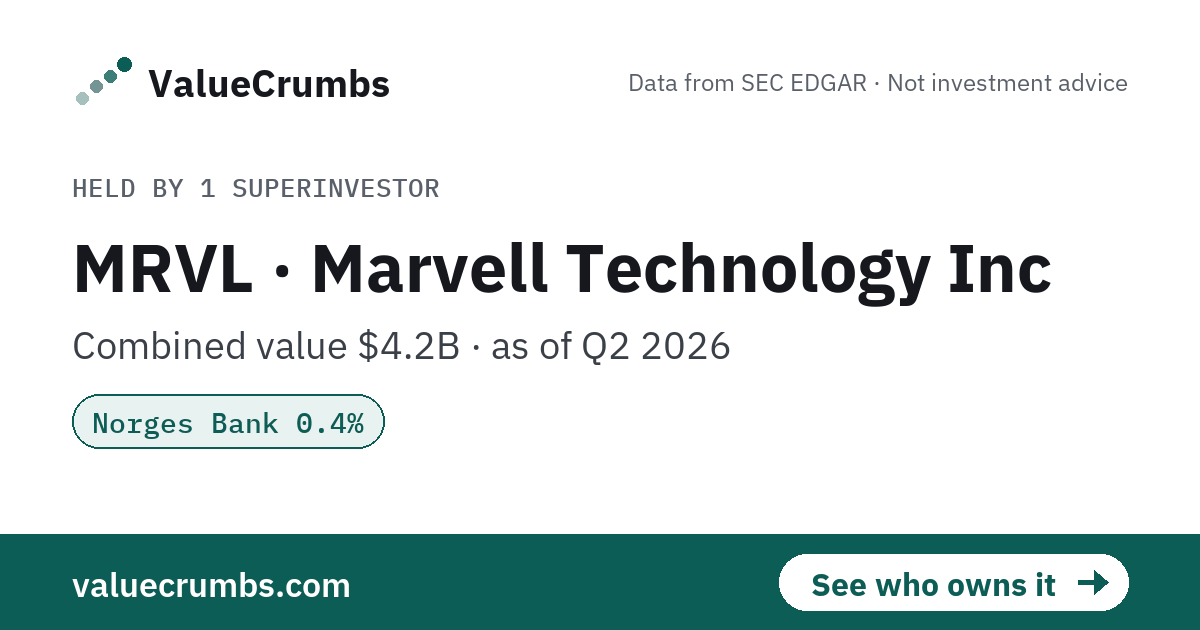 ValueCrumbs
Data from SEC EDGAR · Not investment advice
HELD BY 1 SUPERINVESTOR
MRVL · Marvell Technology Inc
Combined value $4.2B · as of Q2 2026
Norges Bank 0.4%
valuecrumbs.com
See who owns it →